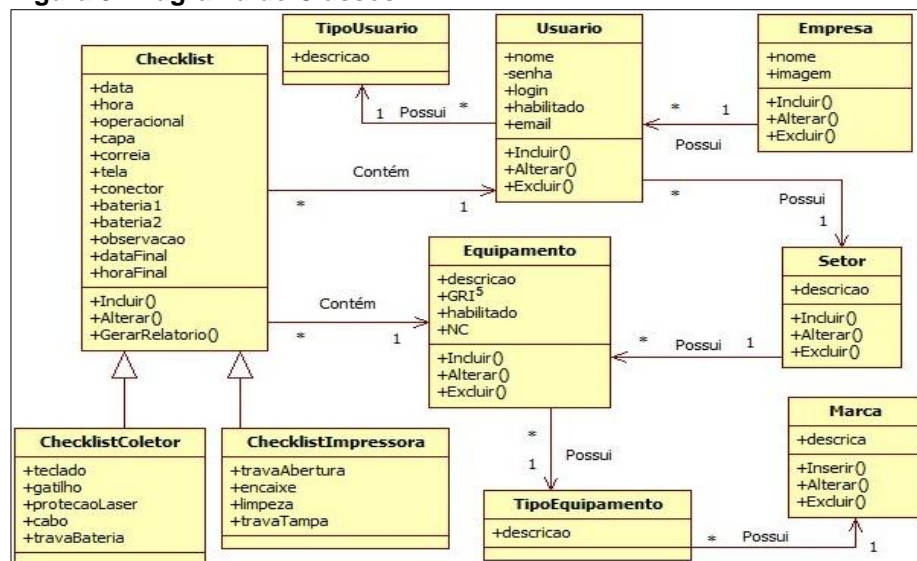 Figura 3: Diagrama de Classes
TipoUsuario
+descricao
Usuario
+nome
-senha
+login
+habilitado
+email
+Incluir()
+Alterar()
+Excluir()
Empresa
+nome
+imagem
+Incluir()
+Alterar()
+Excluir()
Checklist
+data
+hora
+operacional
+capa
+correia
+tela
+conector
+bateria1
+bateria2
+observacao
+dataFinal
+horaFinal
+Incluir()
+Alterar()
+GerarRelatorio()
1 Possui *
* 1
Possui
Contém
* 1
* Possui
1
Equipamento
+descricao
+GRI5
+habilitado
+NC
+Incluir()
+Alterar()
+Excluir()
Setor
+descricao
+Incluir()
+Alterar()
+Excluir()
Contém
* 1
* Possui 1
ChecklistColetor
+teclado
+gatilho
+protecaoLaser
+cabo
+travaBateria
ChecklistImpressora
+travaAbertura
+encaixe
+limpeza
+travaTampa
*
1 Possui
Marca
+descrica
+Inserir()
+Alterar()
+Excluir()
TipoEquipamento
+descricao
* Possui 1